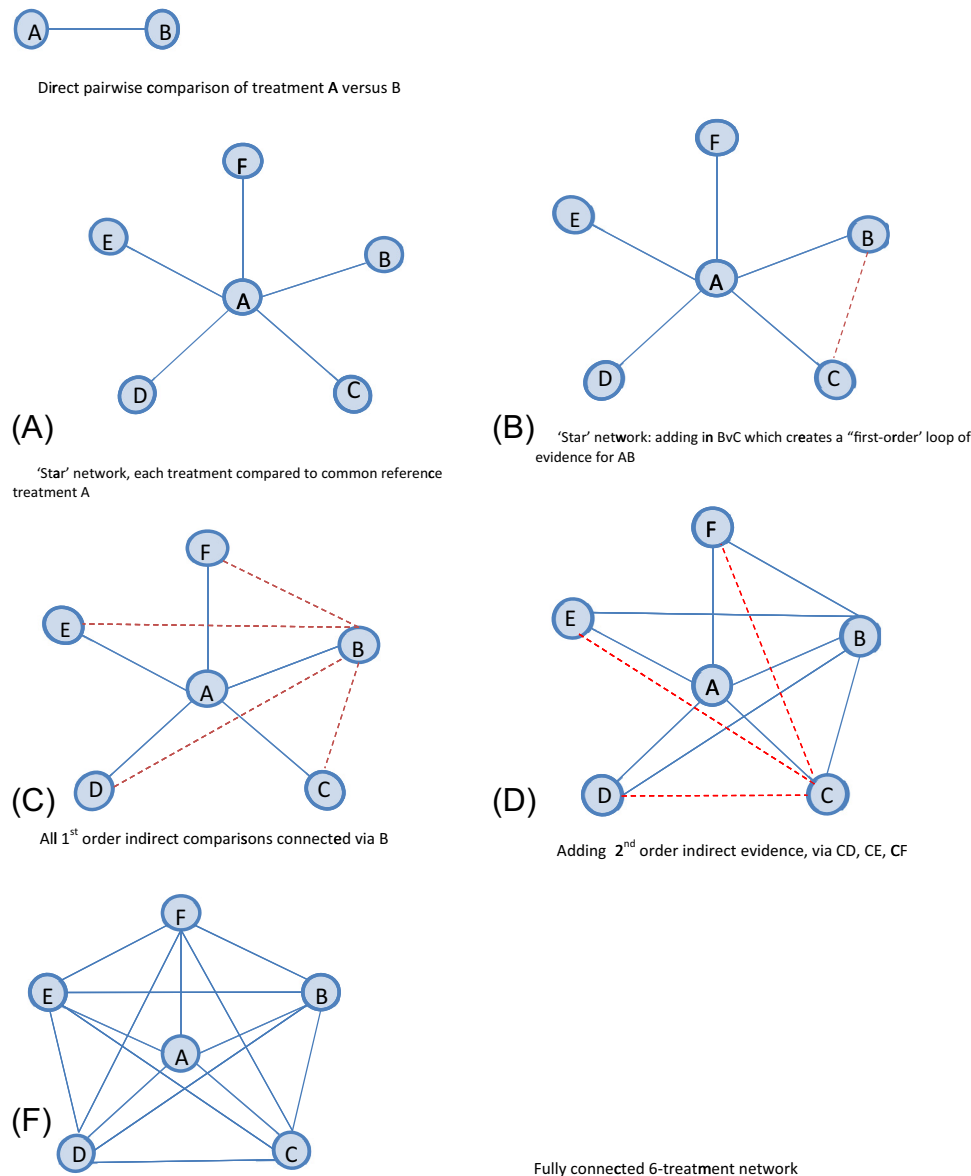 A B
Direct pairwise comparison of treatment A versus B
F
E
B
A
D
C
(A)
'Star' network, each treatment compared to common reference
treatment A
F
E
B
A
D
C
(B)
'Star' network: adding in BvC which creates a "first-order' loop of
evidence for AB
F
E
B
A
D
C
(C)
All 1st order indirect comparisons connected via B
F
E
B
A
D
C
(D)
Adding 2nd order indirect evidence, via CD, CE, CF
F
E
B
A
D
C
(F)
Fully connected 6-treatment network